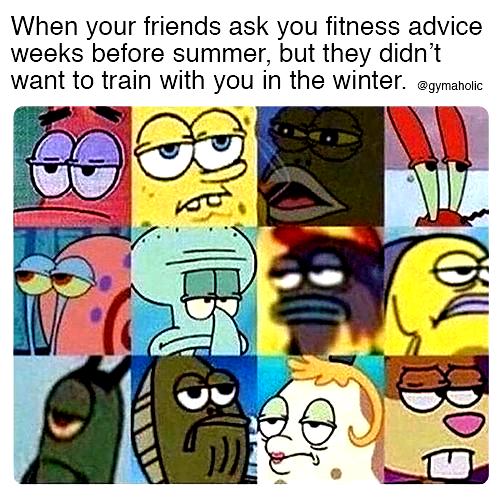 When your friends ask you fitness advice
weeks before summer, but they didn’t
want to train with you in the winter. @gymaholic